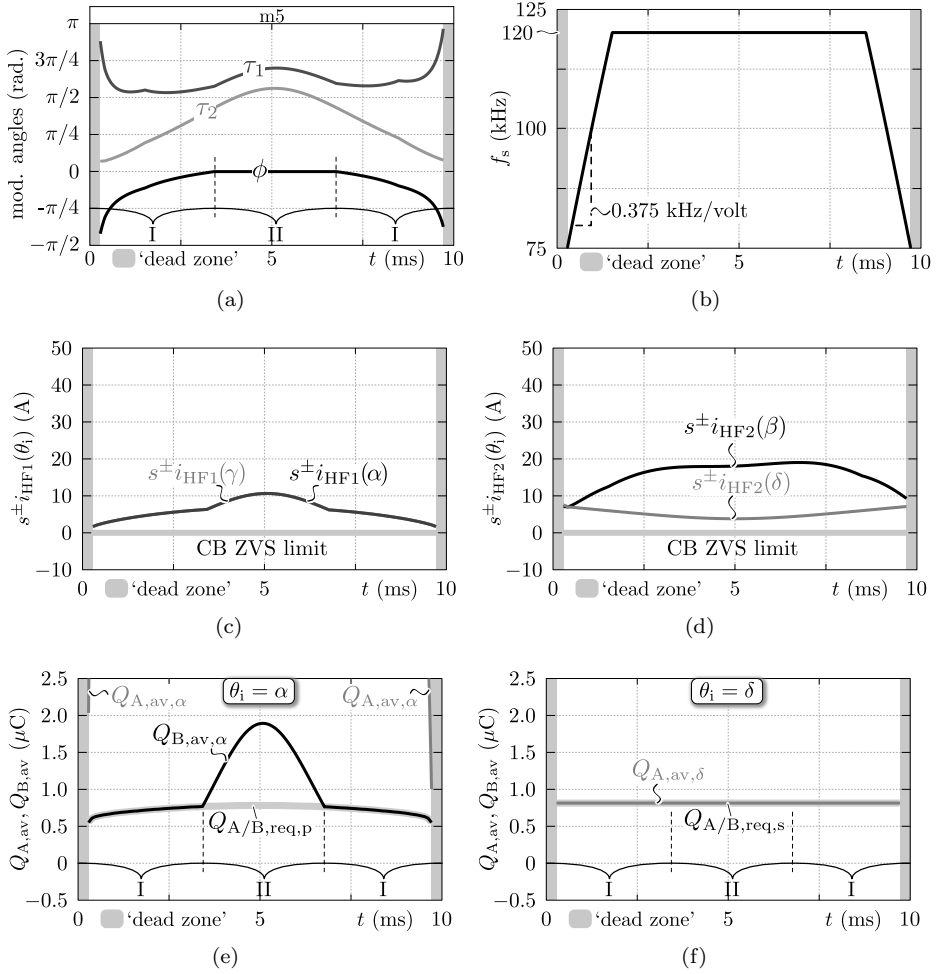 m5
mod. angles (rad.)
π
3π/4
π/2
π/4
0
-π/4
−π/2
τ1
τ2
ϕ
I II I
0 5 10
'dead zone' t (ms)
(a)
fs (kHz)
125
120
100
75
0.375 kHz/volt
0 5 10
'dead zone' t (ms)
(b)
s±iHF1(θi) (A)
50
40
30
20
10
0
−10
s±iHF1(γ) s±iHF1(α)
CB ZVS limit
0 5 10
'dead zone' t (ms)
(c)
s±iHF2(θi) (A)
50
40
30
20
10
0
−10
s±iHF2(β)
s±iHF2(δ)
CB ZVS limit
0 5 10
'dead zone' t (ms)
(d)
QA,av, QB,av (μC)
2.5
2.0
1.5
1.0
0.5
0
−0.5
QA,av,α θi = α QA,av,α
QB,av,α
QA/B,req,p
I II I
0 5 10
'dead zone' t (ms)
(e)
QA,av, QB,av (μC)
2.5
2.0
1.5
1.0
0.5
0
−0.5
θi = δ
QA,av,δ
QA/B,req,s
I II I
0 5 10
'dead zone' t (ms)
(f)